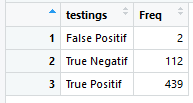 testings Freq
1 False Positif 2
2 True Negatif 112
3 True Positif 439